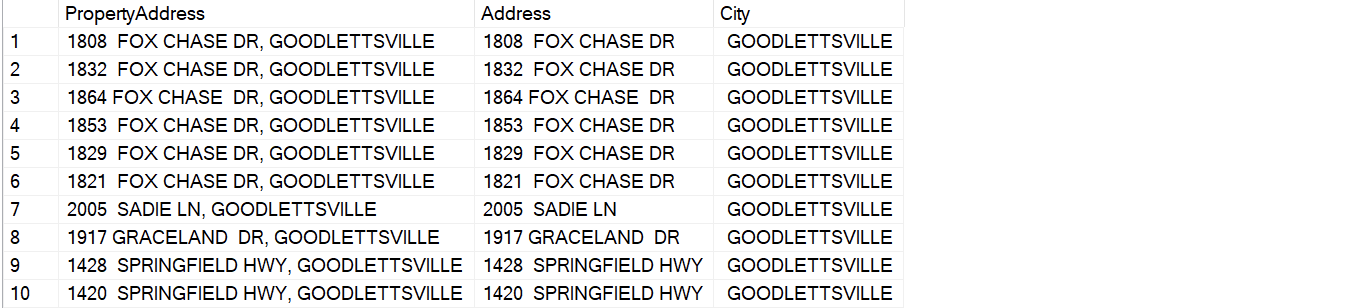 PropertyAddress Address City
1 1808  FOX CHASE DR, GOODLETTSVILLE 1808  FOX CHASE DR GOODLETTSVILLE
2 1832  FOX CHASE DR, GOODLETTSVILLE 1832  FOX CHASE DR GOODLETTSVILLE
3 1864 FOX CHASE  DR, GOODLETTSVILLE 1864 FOX CHASE  DR GOODLETTSVILLE
4 1853  FOX CHASE DR, GOODLETTSVILLE 1853  FOX CHASE DR GOODLETTSVILLE
5 1829  FOX CHASE DR, GOODLETTSVILLE 1829  FOX CHASE DR GOODLETTSVILLE
6 1821  FOX CHASE DR, GOODLETTSVILLE 1821  FOX CHASE DR GOODLETTSVILLE
7 2005  SADIE LN, GOODLETTSVILLE 2005  SADIE LN GOODLETTSVILLE
8 1917 GRACELAND  DR, GOODLETTSVILLE 1917 GRACELAND  DR GOODLETTSVILLE
9 1428  SPRINGFIELD HWY, GOODLETTSVILLE 1428  SPRINGFIELD HWY GOODLETTSVILLE
10 1420  SPRINGFIELD HWY, GOODLETTSVILLE 1420  SPRINGFIELD HWY GOODLETTSVILLE